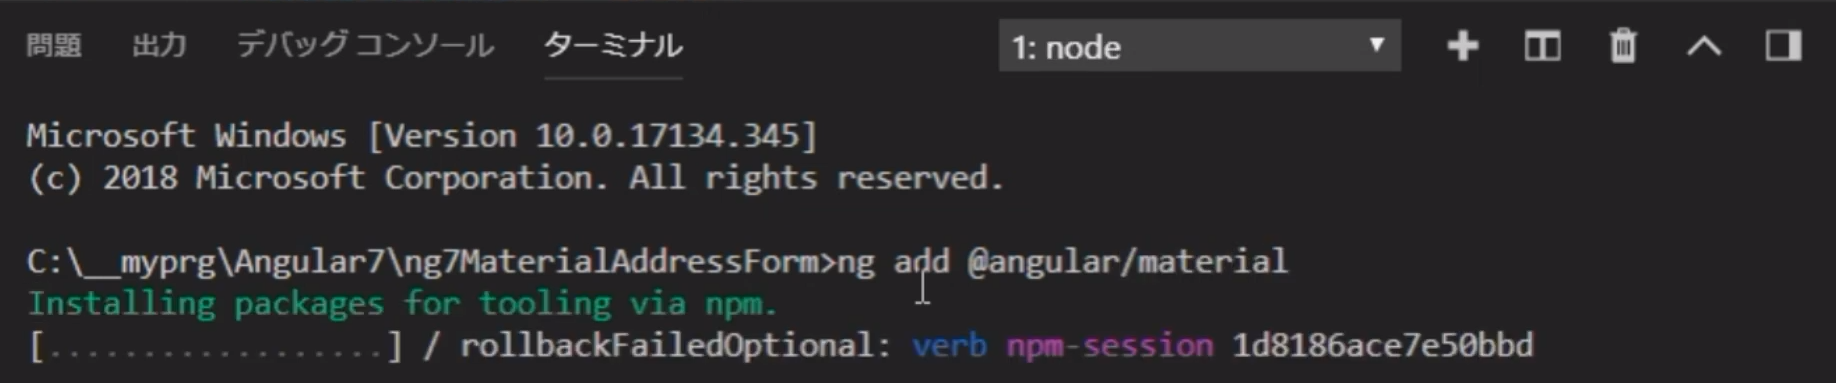 問題 出力 デバッグ コンソール ターミナル 1: node
Microsoft Windows [Version 10.0.17134.345]
(c) 2018 Microsoft Corporation. All rights reserved.
C:\__myprg\Angular7\ng7MaterialAddressForm>ng add @angular/material
Installing packages for tooling via npm.
[..................] / rollbackFailedOptional: verb npm-session 1d8186ace7e50bbd